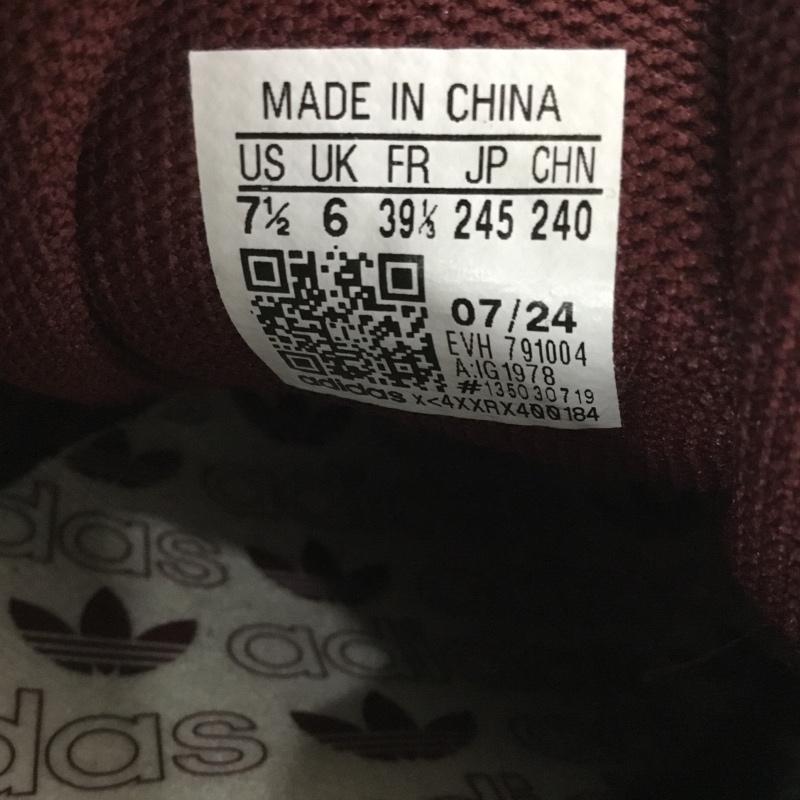 MADE IN CHINA
US UK FR JP CHN
7½ 6 39⅓ 245 240
07/24
EVH 791004
A:IG1978
#135030719
adidas X<4XXRX400184
adidas
adidas
adidas